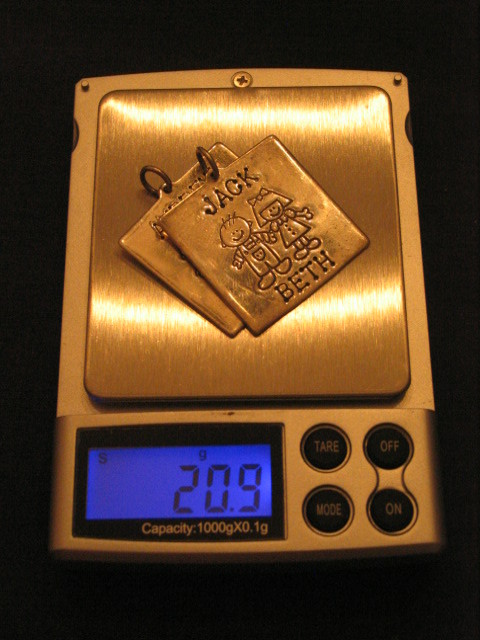 JACK
BETH
S
g
20.9
Capacity:1000gX0.1g
TARE
OFF
MODE
ON